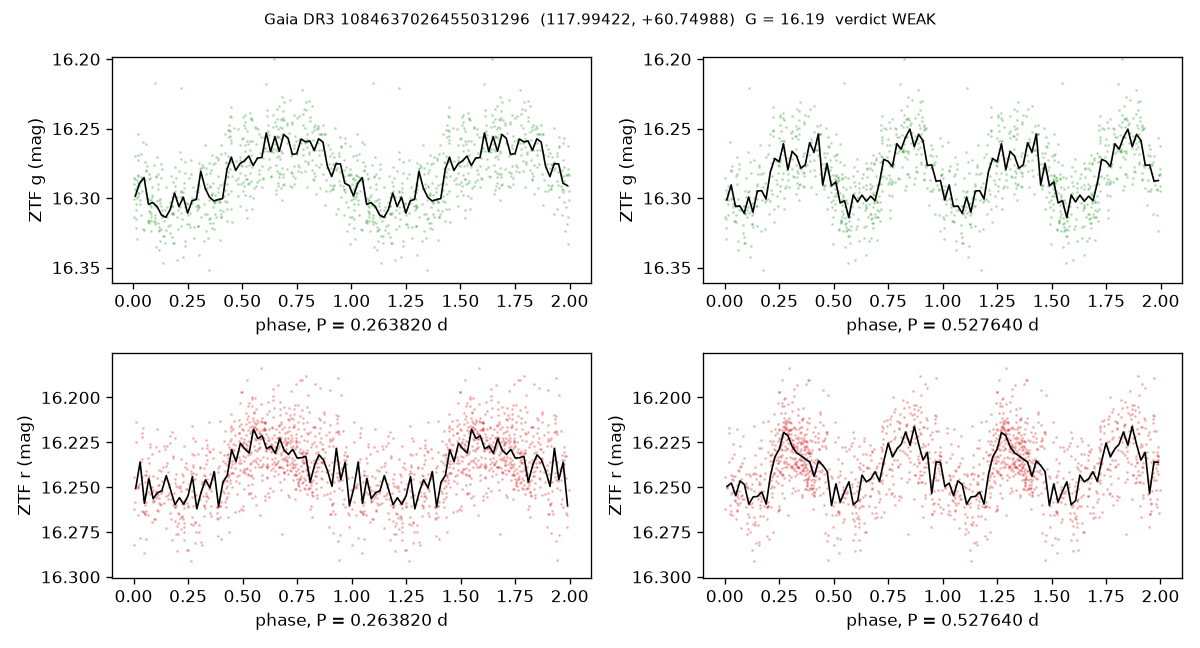 Gaia DR3 1084637026455031296 (117.99422, +60.74988) G = 16.19 verdict WEAK
16.20
16.25
16.30
16.35
ZTF g (mag)
0.00 0.25 0.50 0.75 1.00 1.25 1.50 1.75 2.00
phase, P = 0.263820 d
16.20
16.25
16.30
16.35
ZTF g (mag)
0.00 0.25 0.50 0.75 1.00 1.25 1.50 1.75 2.00
phase, P = 0.527640 d
16.200
16.225
16.250
16.275
16.300
ZTF r (mag)
0.00 0.25 0.50 0.75 1.00 1.25 1.50 1.75 2.00
phase, P = 0.263820 d
16.200
16.225
16.250
16.275
16.300
ZTF r (mag)
0.00 0.25 0.50 0.75 1.00 1.25 1.50 1.75 2.00
phase, P = 0.527640 d